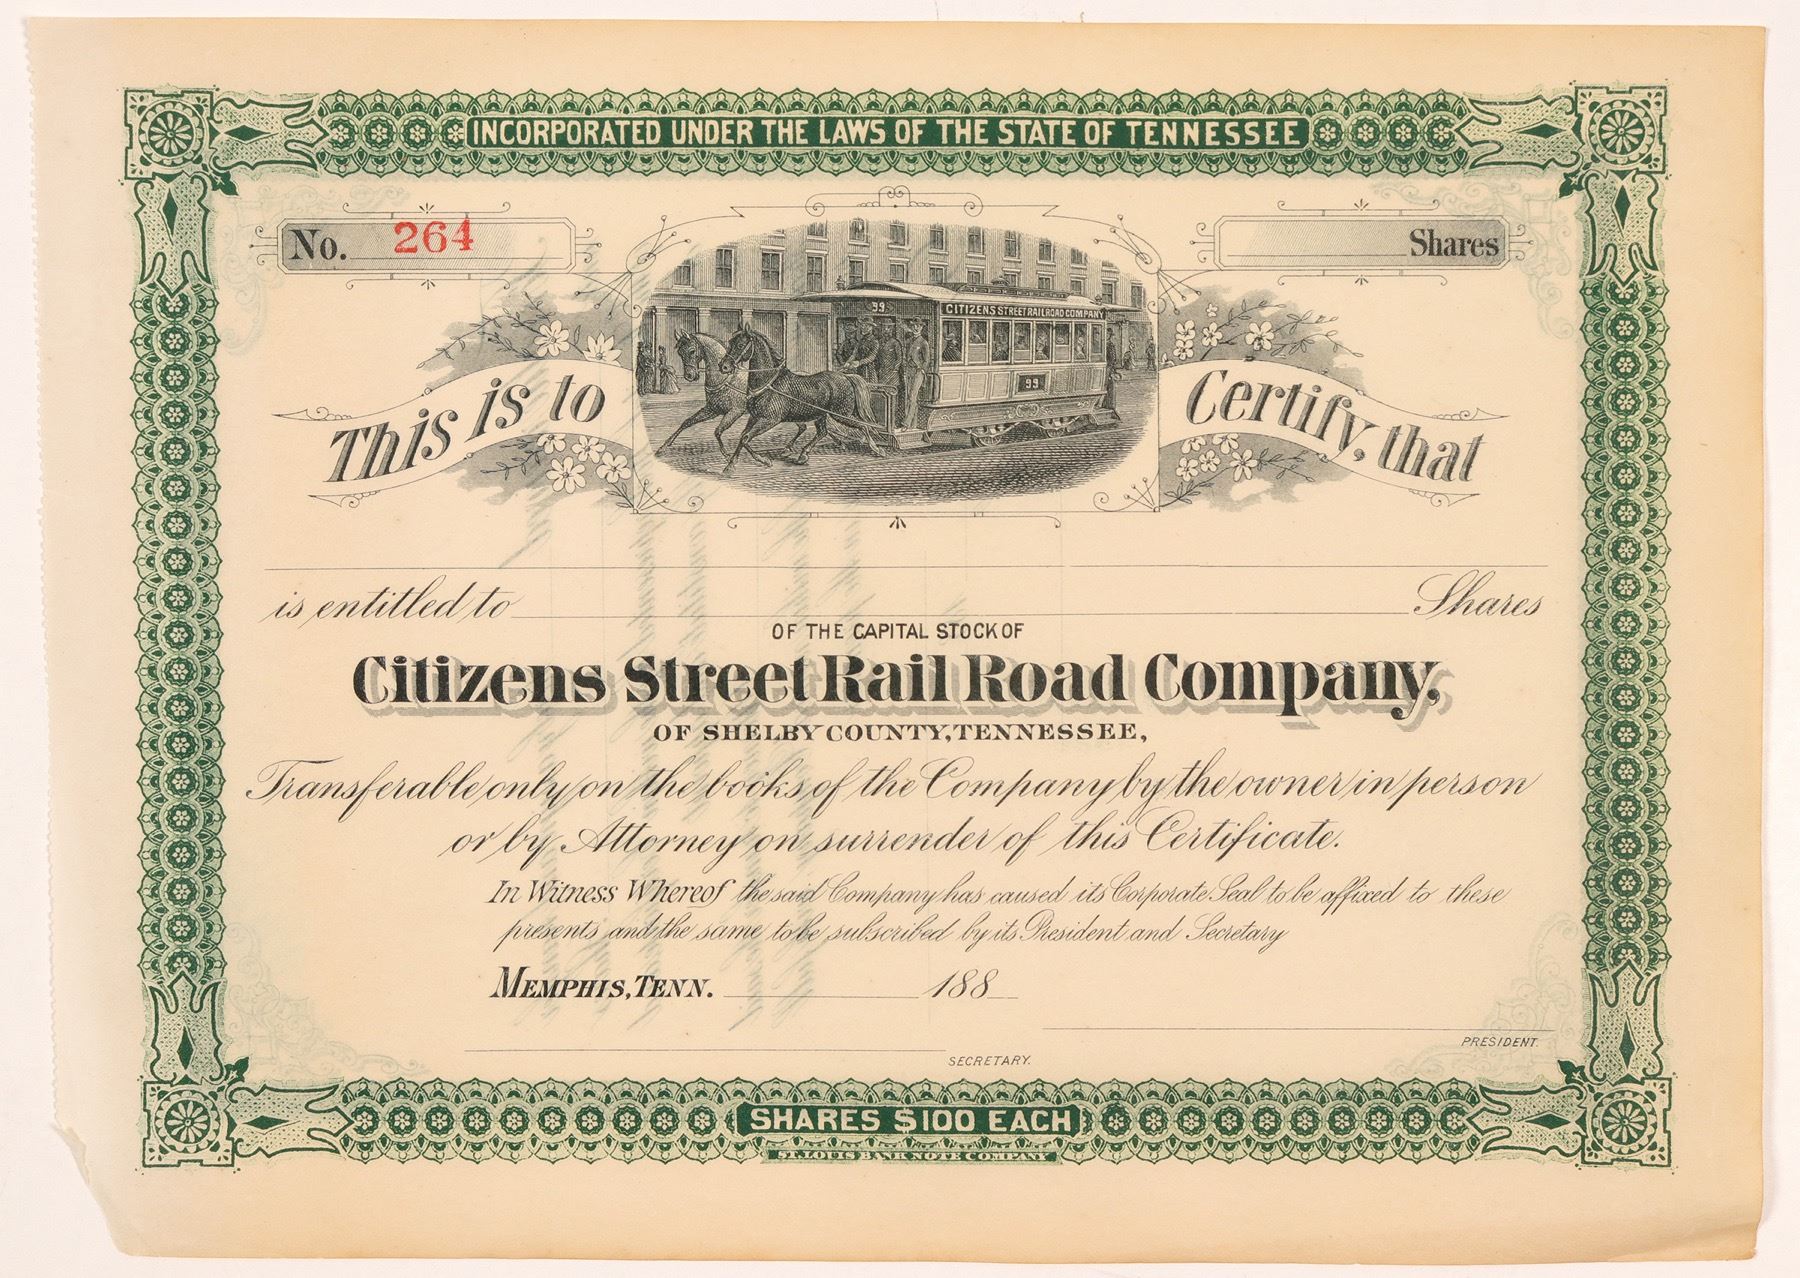 INCORPORATED UNDER THE LAWS OF THE STATE OF TENNESSEE
No. 264
Shares
99
CITIZENS STREET RAILROAD COMPANY
99
This is to Certify, that
is entitled to Shares
OF THE CAPITAL STOCK OF
Citizens Street Rail Road Company,
OF SHELBY COUNTY, TENNESSEE,
Transferable only on the books of the Company by the owner in person
or by Attorney on surrender of this Certificate.
In Witness Whereof the said Company has caused its Corporate Seal to be affixed to these
presents and the same to be subscribed by its President and Secretary
MEMPHIS, TENN. 188
PRESIDENT.
SECRETARY.
SHARES $100 EACH
ST. LOUIS BANK NOTE COMPANY